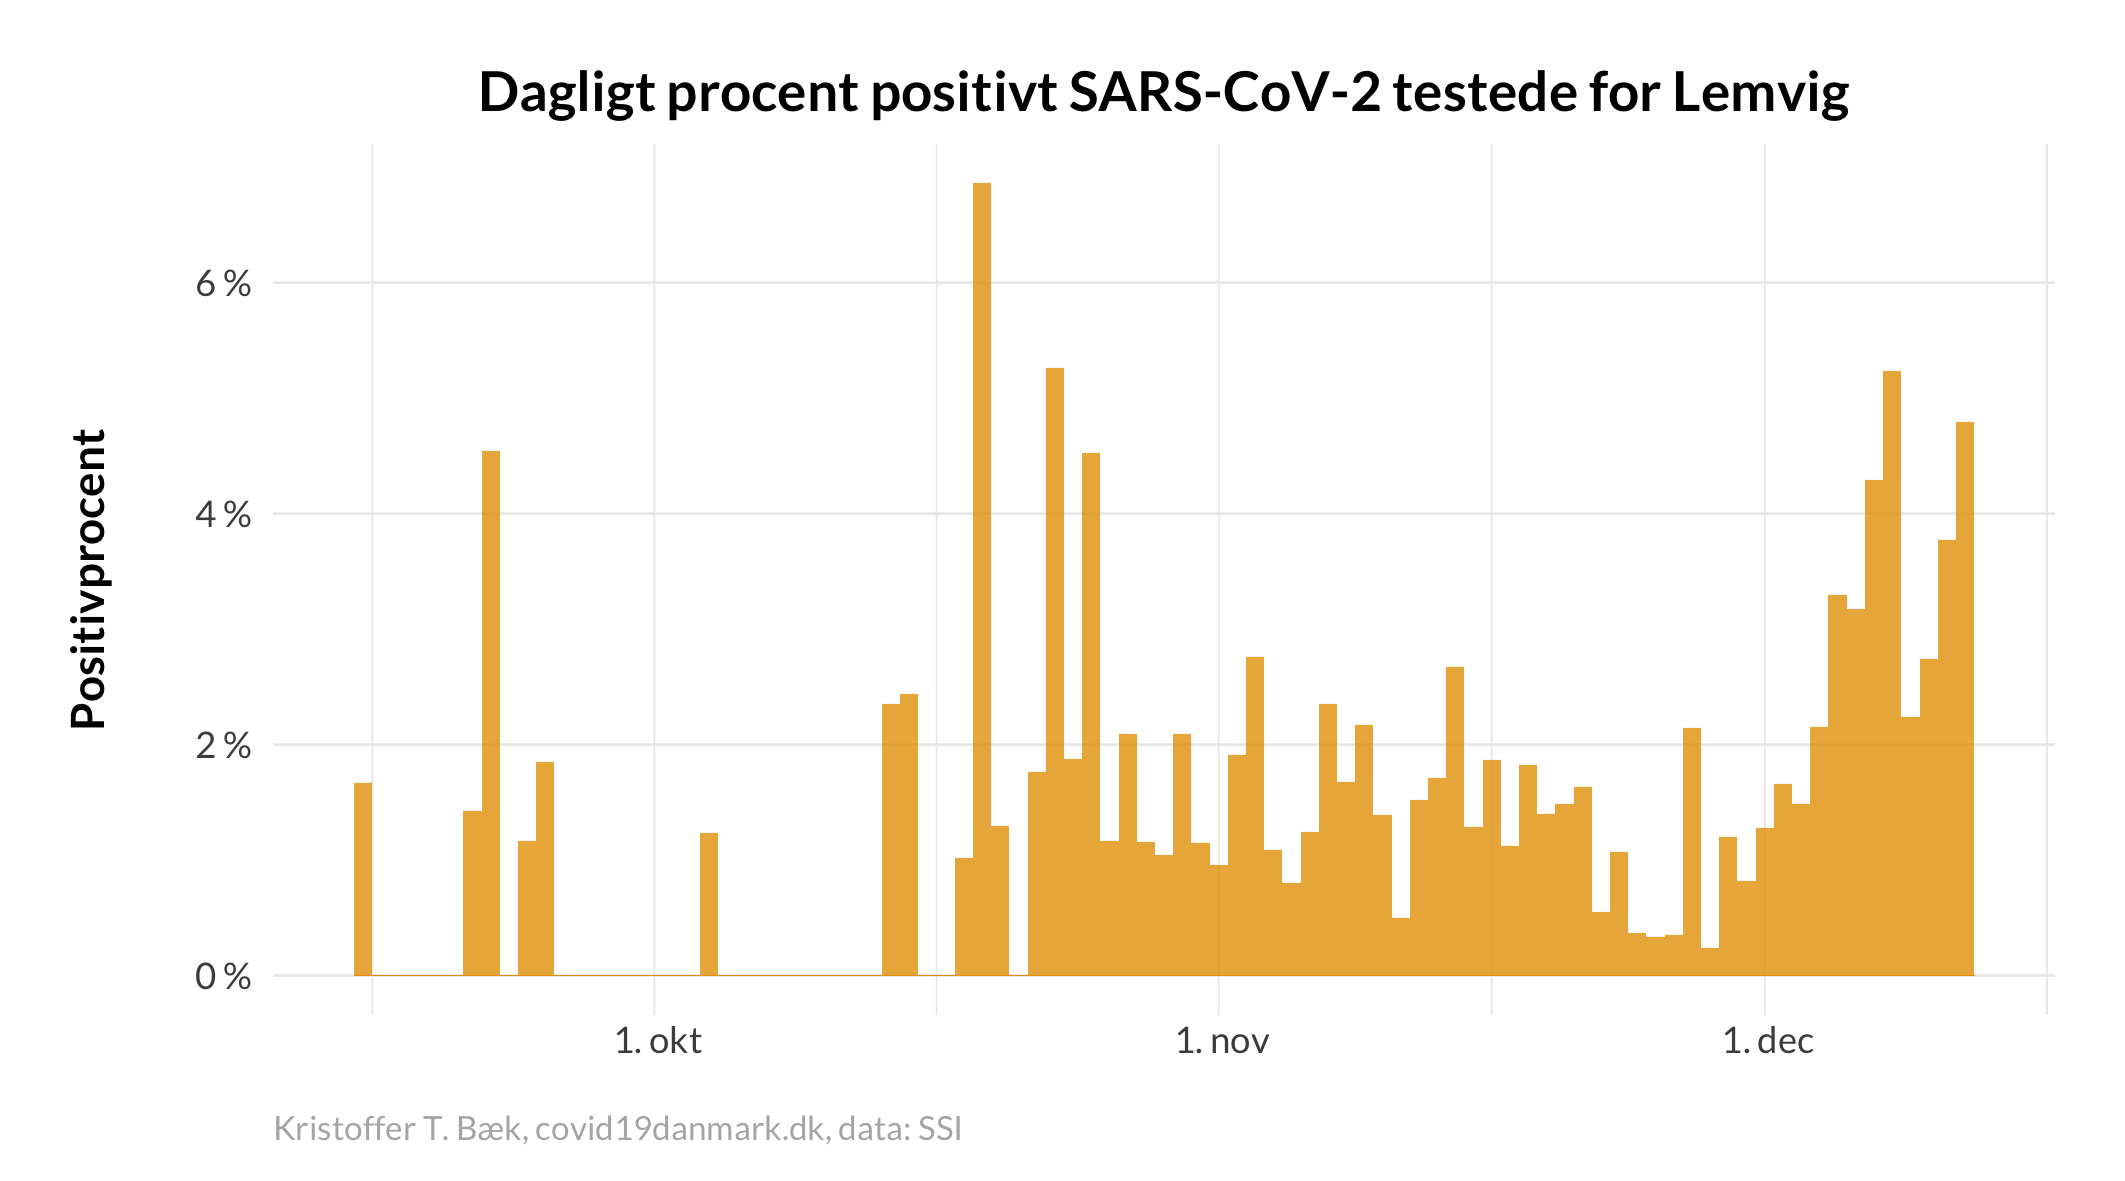 Dagligt procent positivt SARS-CoV-2 testede for Lemvig
Positivprocent
6 %
4 %
2 %
0 %
1. okt
1. nov
1. dec
Kristoffer T. Bæk, covid19danmark.dk, data: SSI